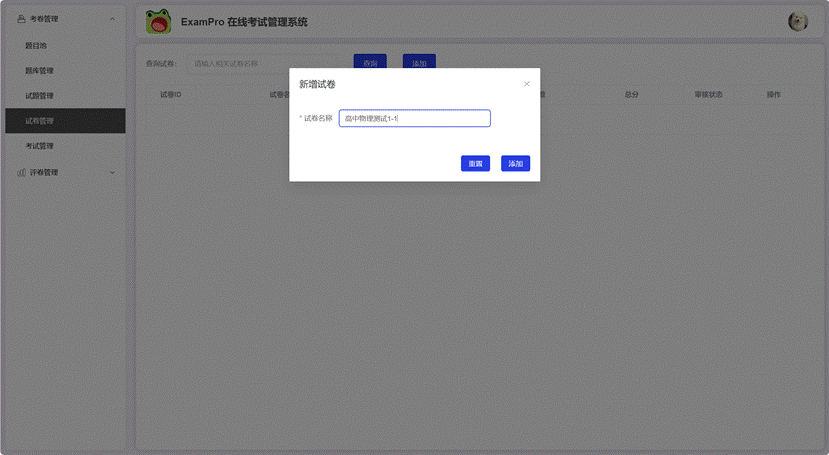 考卷管理
题目池
题库管理
试题管理
试卷管理
考试管理
评卷管理
ExamPro 在线考试管理系统
查询试卷: 请输入相关试卷名称 查询 添加
试卷ID 总分 审核状态 操作
新增试卷
* 试卷名称 高中物理测试1-1
重置 添加